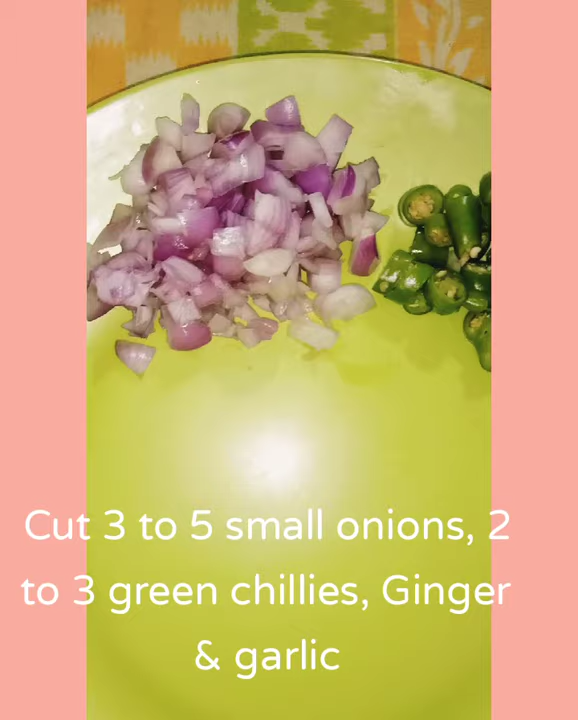 Cut 3 to 5 small onions, 2
to 3 green chillies, Ginger
& garlic